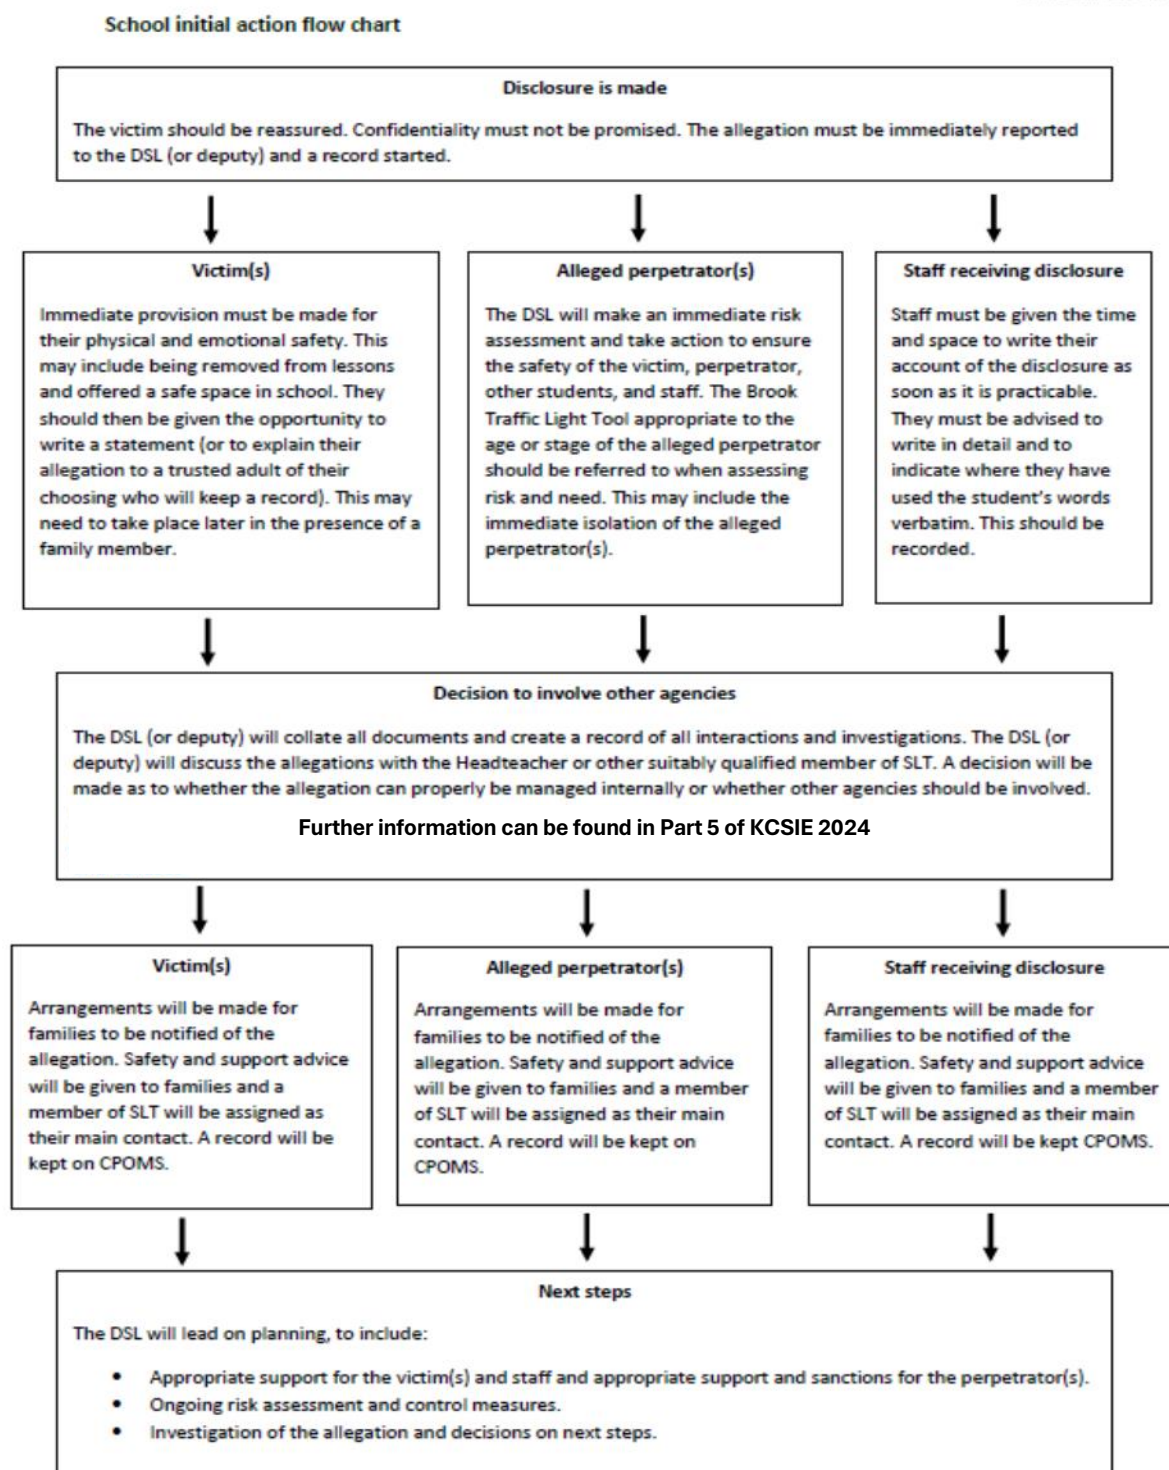 School initial action flow chart
Disclosure is made
The victim should be reassured. Confidentiality must not be promised. The allegation must be immediately reported
to the DSL (or deputy) and a record started.
Victim(s)
Immediate provision must be made for
their physical and emotional safety. This
may include being removed from lessons
and offered a safe space in school. They
should then be given the opportunity to
write a statement (or to explain their
allegation to a trusted adult of their
choosing who will keep a record). This may
need to take place later in the presence of a
family member.
Alleged perpetrator(s)
The DSL will make an immediate risk
assessment and take action to ensure
the safety of the victim, perpetrator,
other students, and staff. The Brook
Traffic Light Tool appropriate to the
age or stage of the alleged perpetrator
should be referred to when assessing
risk and need. This may include the
immediate isolation of the alleged
perpetrator(s).
Staff receiving disclosure
Staff must be given the time
and space to write their
account of the disclosure as
soon as it is practicable.
They must be advised to
write in detail and to
indicate where they have
used the student's words
verbatim. This should be
recorded.
Decision to involve other agencies
The DSL (or deputy) will collate all documents and create a record of all interactions and investigations. The DSL (or
deputy) will discuss the allegations with the Headteacher or other suitably qualified member of SLT. A decision will be
made as to whether the allegation can properly be managed internally or whether other agencies should be involved.
Further information can be found in Part 5 of KCSIE 2024
Victim(s)
Arrangements will be made for
families to be notified of the
allegation. Safety and support advice
will be given to families and a
member of SLT will be assigned as
their main contact. A record will be
kept on CPOMS.
Alleged perpetrator(s)
Arrangements will be made for
families to be notified of the
allegation. Safety and support advice
will be given to families and a member
of SLT will be assigned as their main
contact. A record will be kept on
CPOMS.
Staff receiving disclosure
Arrangements will be made for
families to be notified of the
allegation. Safety and support advice
will be given to families and a member
of SLT will be assigned as their main
contact. A record will be kept CPOMS.
Next steps
The DSL will lead on planning, to include:
• Appropriate support for the victim(s) and staff and appropriate support and sanctions for the perpetrator(s).
• Ongoing risk assessment and control measures.
• Investigation of the allegation and decisions on next steps.